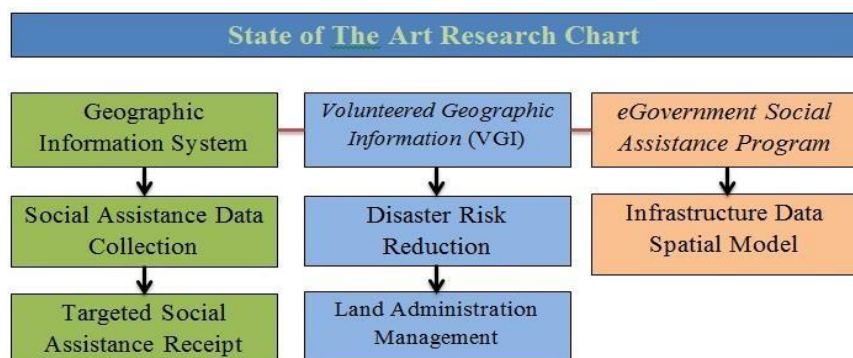 State of The Art Research Chart
Geographic
Information System
Volunteered Geographic
Information (VGI)
eGovernment Social
Assistance Program
Social Assistance Data
Collection
Disaster Risk
Reduction
Infrastructure Data
Spatial Model
Targeted Social
Assistance Receipt
Land Administration
Management